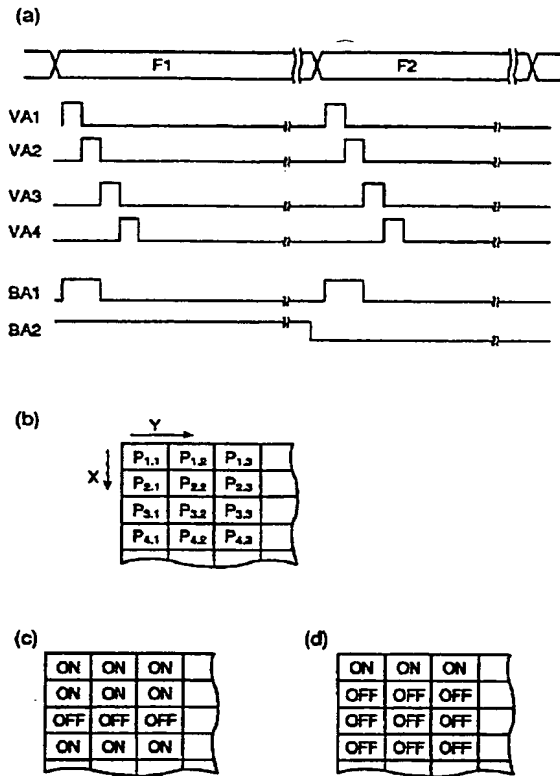 (a)
F1 F2
VA1
VA2
VA3
VA4
BA1
BA2
(b)
Y
X
P1.1 P1.2 P1.3
P2.1 P2.2 P2.3
P3.1 P3.2 P3.3
P4.1 P4.2 P4.3
(c)
ON ON ON
ON ON ON
OFF OFF OFF
ON ON ON
(d)
ON ON ON
OFF OFF OFF
OFF OFF OFF
OFF OFF OFF